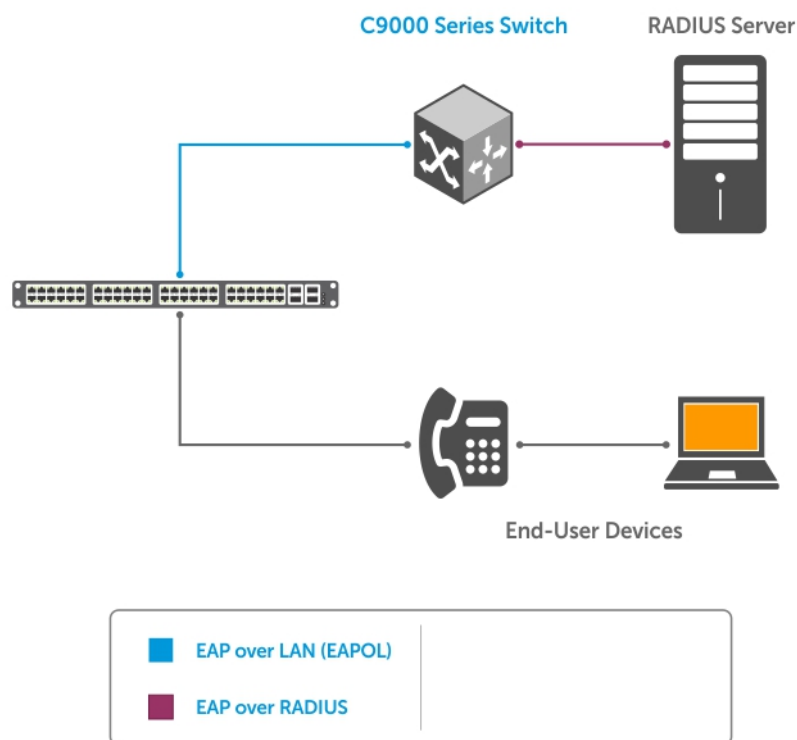 C9000 Series Switch
RADIUS Server
End-User Devices
EAP over LAN (EAPOL)
EAP over RADIUS